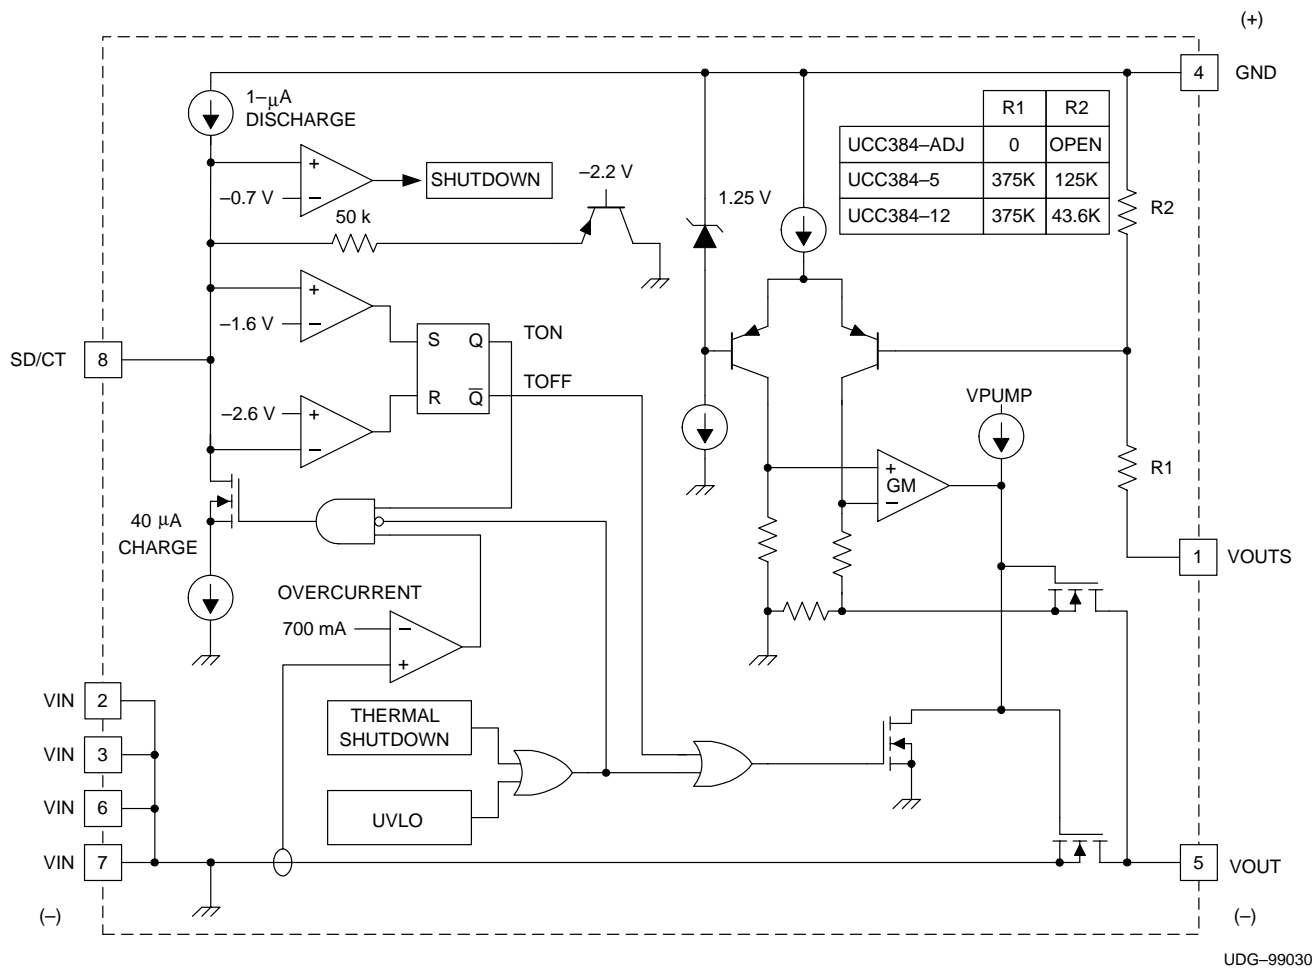 (+)
4 GND
1–μA
DISCHARGE
R1 R2
UCC384–ADJ 0 OPEN
UCC384–5 375K 125K
UCC384–12 375K 43.6K
+
–0.7 V –
SHUTDOWN
–2.2 V
1.25 V
50 k
R2
+
–1.6 V –
S Q TON
R Q̅ TOFF
SD/CT 8
–2.6 V +
–
VPUMP
+
GM
–
R1
40 μA
CHARGE
1 VOUTS
OVERCURRENT
700 mA –
+
VIN 2
VIN 3
VIN 6
VIN 7
THERMAL
SHUTDOWN
UVLO
5 VOUT
(–)
(–)
UDG–99030